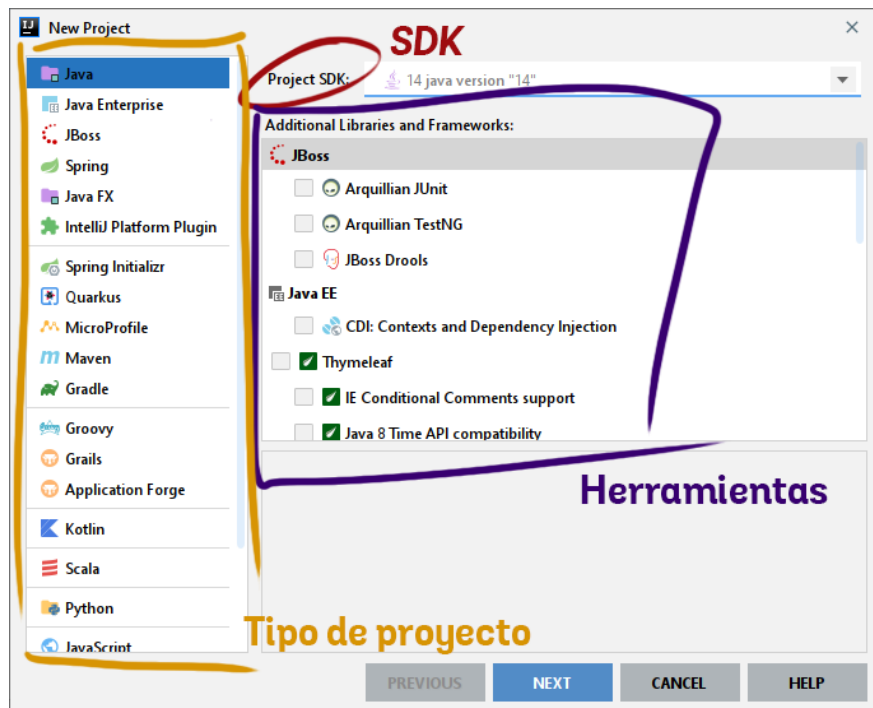 New Project
SDK
Java
Java Enterprise
JBoss
Spring
Java FX
IntelliJ Platform Plugin
Spring Initializr
Quarkus
MicroProfile
Maven
Gradle
Groovy
Grails
Application Forge
Kotlin
Scala
Python
JavaScript
Project SDK: 14 java version "14"
Additional Libraries and Frameworks:
JBoss
Arquillian JUnit
Arquillian TestNG
JBoss Drools
Java EE
CDI: Contexts and Dependency Injection
Thymeleaf
IE Conditional Comments support
Java 8 Time API compatibility
Herramientas
Tipo de proyecto
PREVIOUS NEXT CANCEL HELP